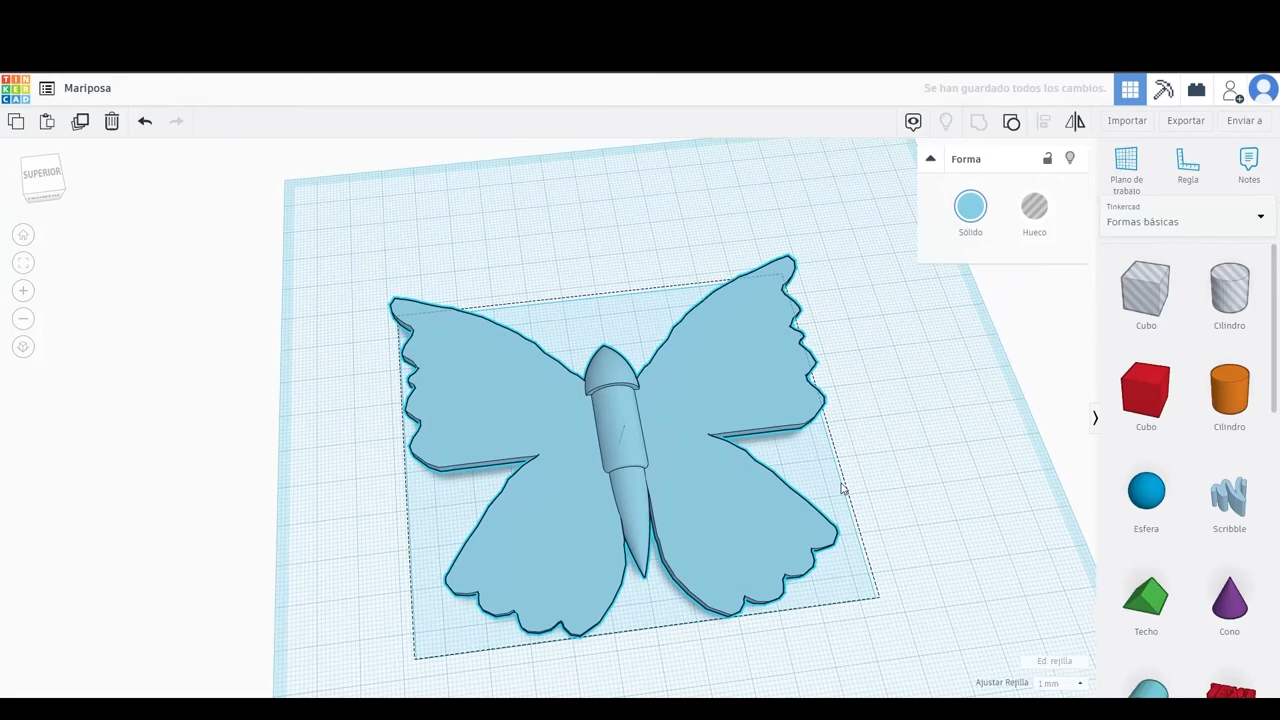 TIN
KER
CAD
Mariposa
Se han guardado todos los cambios.
Importar
Exportar
Enviar a
SUPERIOR
Forma
Sólido
Hueco
Plano de
trabajo
Regla
Notes
Tinkercad
Formas básicas
Cubo
Cilindro
Cubo
Cilindro
Esfera
Scribble
Techo
Cono
Ed. rejilla
Ajustar Rejilla
1 mm